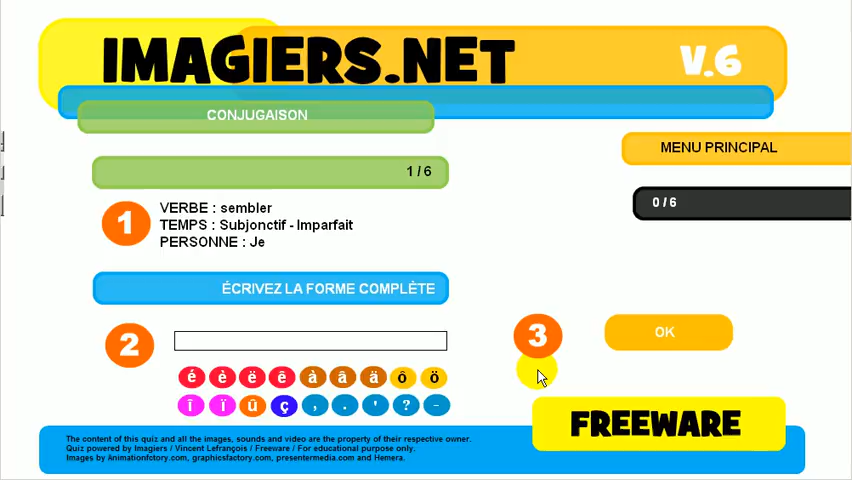 IMAGIERS.NET
V.6
CONJUGAISON
MENU PRINCIPAL
1 / 6
0 / 6
1
VERBE : sembler
TEMPS : Subjonctif - Imparfait
PERSONNE : Je
ÉCRIVEZ LA FORME COMPLÈTE
2
3
OK
é è ë ê à â ä ô ö
î ï û ç , . ' ? -
FREEWARE
The content of this quiz and all the images, sounds and video are the property of their respective owner.
Quiz powered by Imagiers / Vincent Lefrançois / Freeware / For educational purpose only.
Images by Animationfctory.com, graphicsfactory.com, presentermedia.com and Hemera.